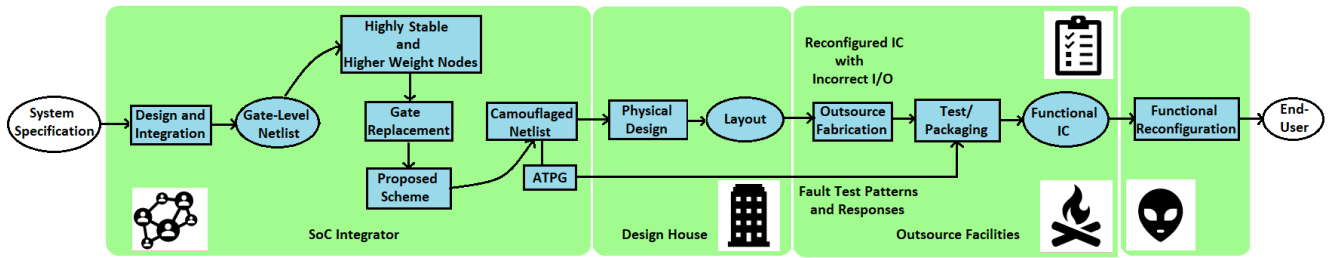 System
Specification
Design and
Integration
Gate-Level
Netlist
Highly Stable
and
Higher Weight Nodes
Gate
Replacement
Proposed
Scheme
Camouflaged
Netlist
ATPG
SoC Integrator
Physical
Design
Layout
Design House
Reconfigured IC
with
Incorrect I/O
Outsource
Fabrication
Test/
Packaging
Functional
IC
Fault Test Patterns
and Responses
Outsource Facilities
Functional
Reconfiguration
End-
User